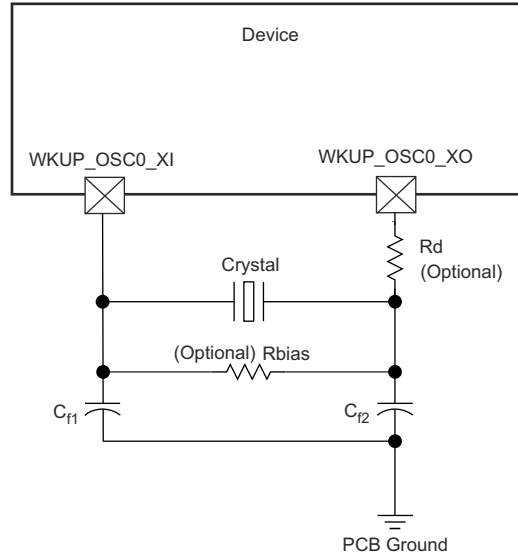 Device
WKUP_OSC0_XI
WKUP_OSC0_XO
Rd
(Optional)
Crystal
(Optional) Rbias
Cf1
Cf2
PCB Ground